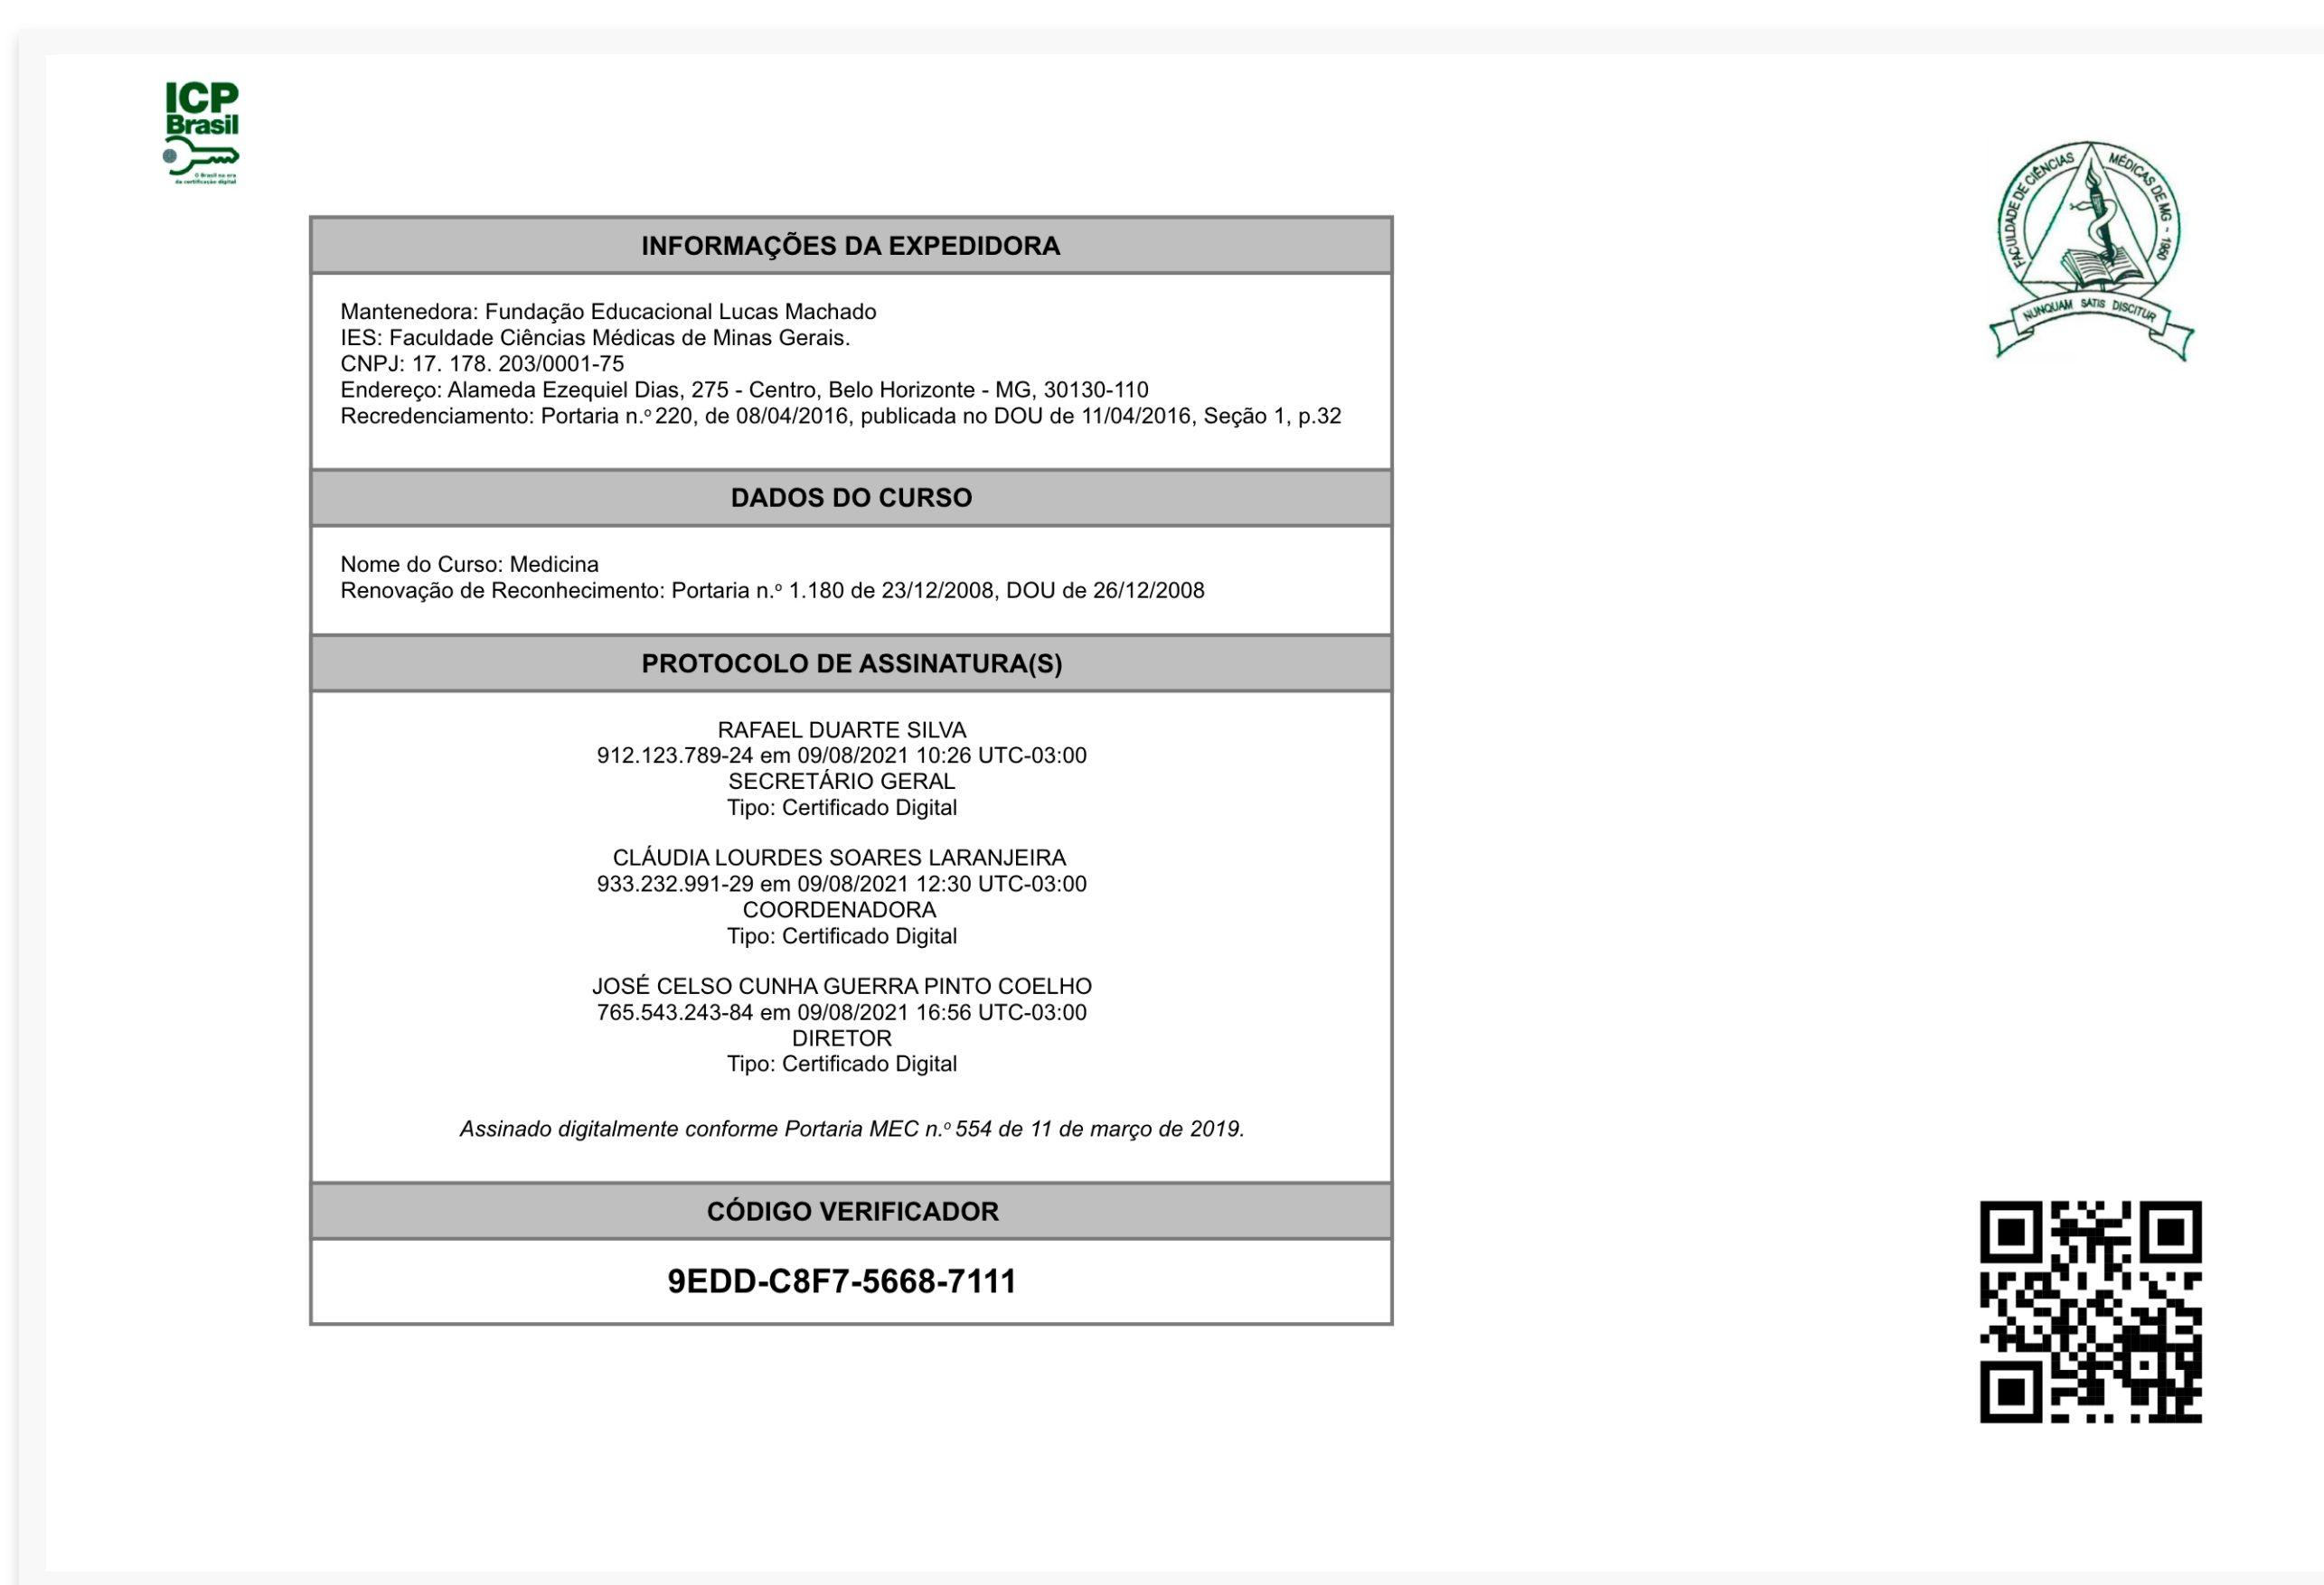 ICP
Brasil
O Brasil na era
da certificação digital
FACULDADE DE CIÊNCIAS MÉDICAS DE MG ~ 1950
NUNQUAM SATIS DISCITUR
INFORMAÇÕES DA EXPEDIDORA
Mantenedora: Fundação Educacional Lucas Machado
IES: Faculdade Ciências Médicas de Minas Gerais.
CNPJ: 17. 178. 203/0001-75
Endereço: Alameda Ezequiel Dias, 275 - Centro, Belo Horizonte - MG, 30130-110
Recredenciamento: Portaria n.º 220, de 08/04/2016, publicada no DOU de 11/04/2016, Seção 1, p.32
DADOS DO CURSO
Nome do Curso: Medicina
Renovação de Reconhecimento: Portaria n.º 1.180 de 23/12/2008, DOU de 26/12/2008
PROTOCOLO DE ASSINATURA(S)
RAFAEL DUARTE SILVA
912.123.789-24 em 09/08/2021 10:26 UTC-03:00
SECRETÁRIO GERAL
Tipo: Certificado Digital
CLÁUDIA LOURDES SOARES LARANJEIRA
933.232.991-29 em 09/08/2021 12:30 UTC-03:00
COORDENADORA
Tipo: Certificado Digital
JOSÉ CELSO CUNHA GUERRA PINTO COELHO
765.543.243-84 em 09/08/2021 16:56 UTC-03:00
DIRETOR
Tipo: Certificado Digital
Assinado digitalmente conforme Portaria MEC n.º 554 de 11 de março de 2019.
CÓDIGO VERIFICADOR
9EDD-C8F7-5668-7111